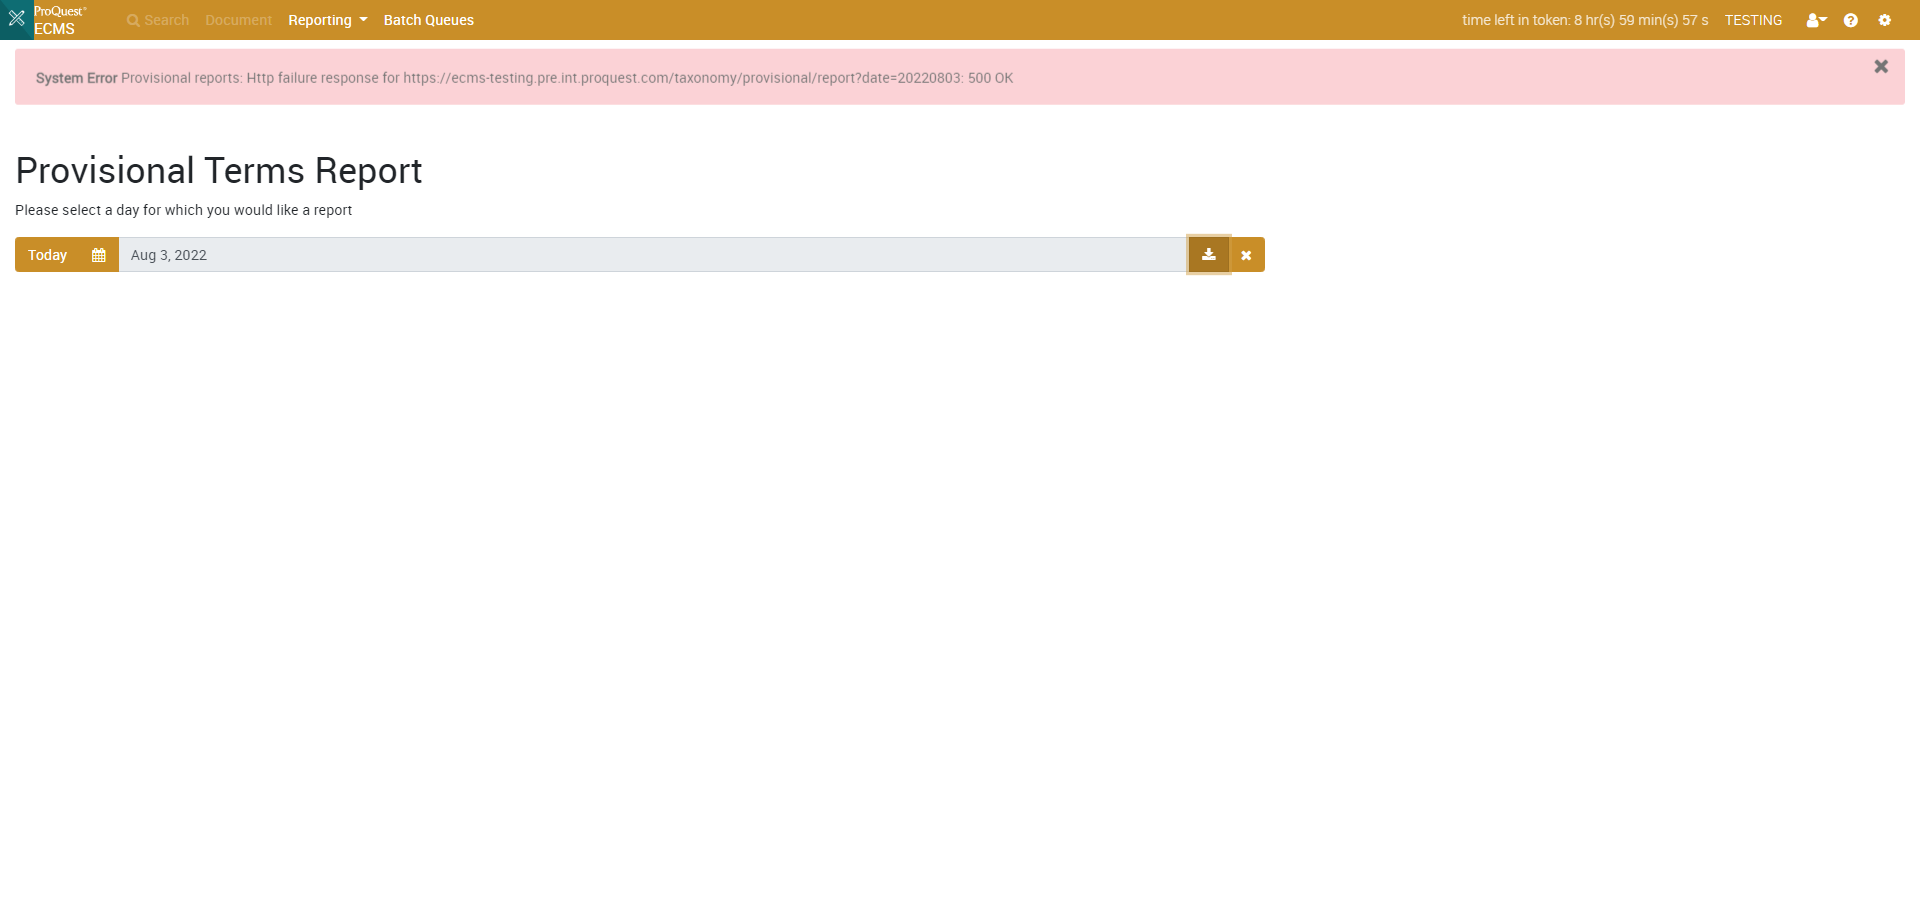 ProQuest®
ECMS
Search Document Reporting Batch Queues time left in token: 8 hr(s) 59 min(s) 57 s TESTING
System Error Provisional reports: Http failure response for https://ecms-testing.pre.int.proquest.com/taxonomy/provisional/report?date=20220803: 500 OK
Provisional Terms Report
Please select a day for which you would like a report
Today Aug 3, 2022